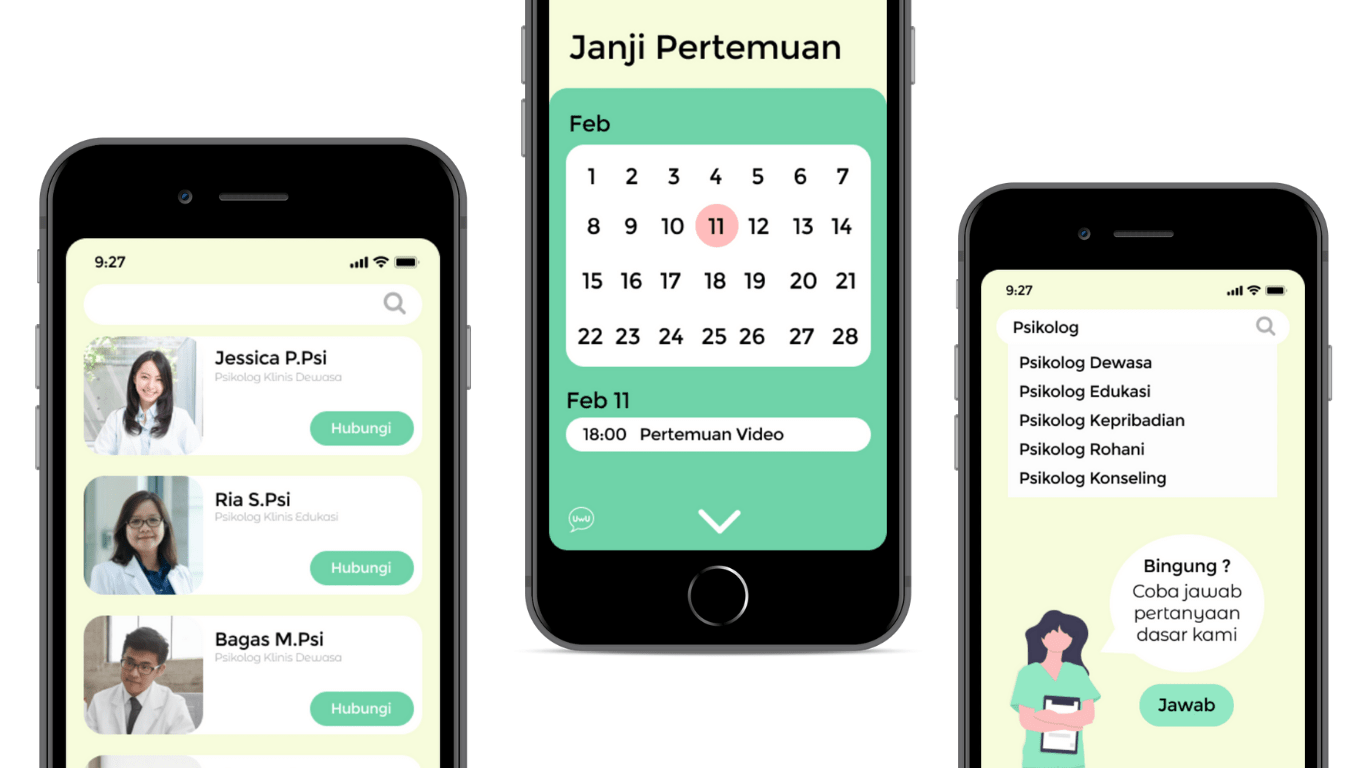 9:27
Jessica P.Psi
Psikolog Klinis Dewasa
Hubungi
Ria S.Psi
Psikolog Klinis Edukasi
Hubungi
Bagas M.Psi
Psikolog Klinis Dewasa
Hubungi
Janji Pertemuan
Feb
1 2 3 4 5 6 7
8 9 10 11 12 13 14
15 16 17 18 19 20 21
22 23 24 25 26 27 28
Feb 11
18:00 Pertemuan Video
UwU
9:27
Psikolog
Psikolog Dewasa
Psikolog Edukasi
Psikolog Kepribadian
Psikolog Rohani
Psikolog Konseling
Bingung ?
Coba jawab
pertanyaan
dasar kami
Jawab